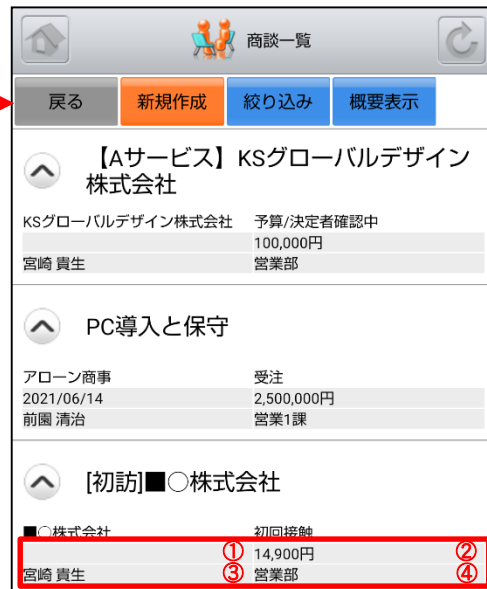 商談一覧
戻る 新規作成 絞り込み 概要表示
【Aサービス】KSグローバルデザイン
株式会社
KSグローバルデザイン株式会社 予算/決定者確認中
100,000円
宮崎 貴生 営業部
PC導入と保守
アローン商事 受注
2021/06/14 2,500,000円
前園 清治 営業1課
[初訪]■○株式会社
■○株式会社 初回接触
① 14,900円 ②
宮崎 貴生 ③ 営業部 ④